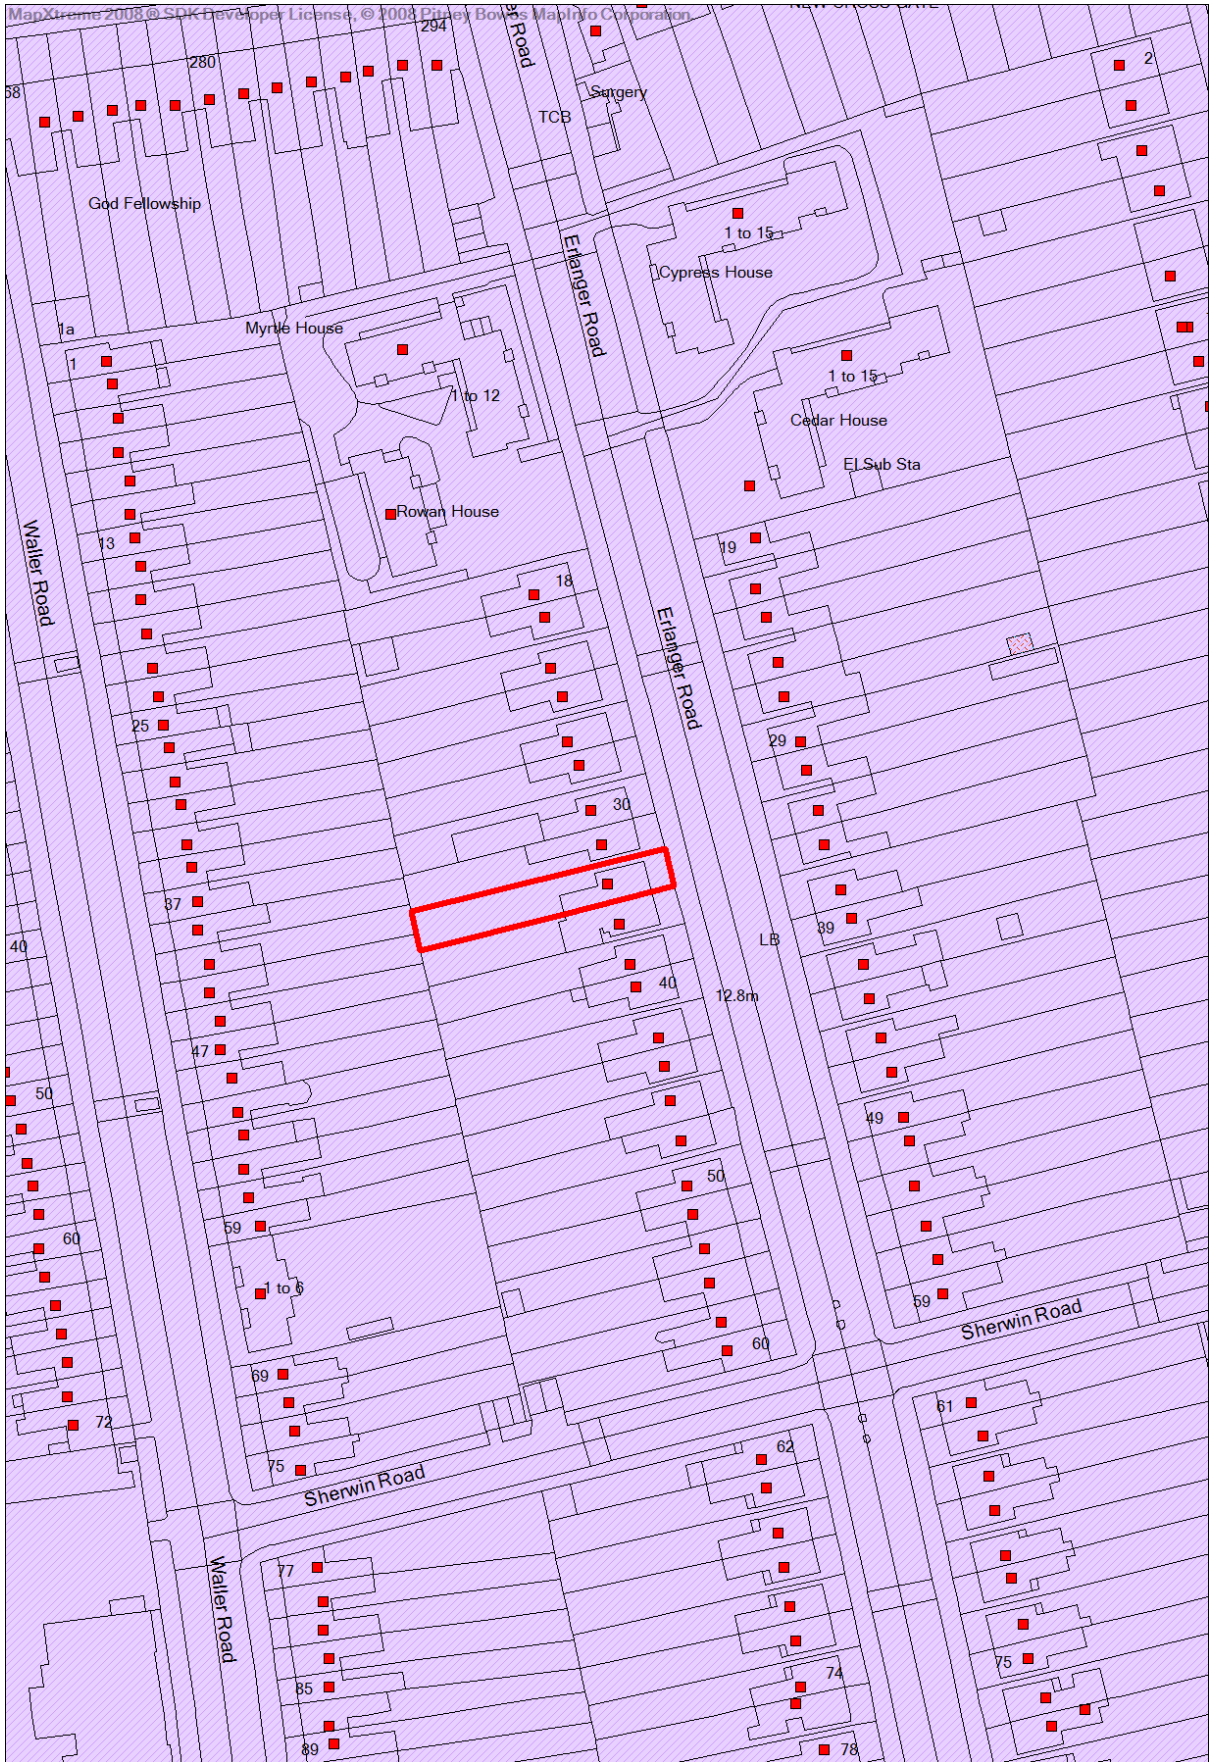 MapXtreme 2008 ® SDK Developer License, © 2008 Pitney Bowes MapInfo Corporation.
294
280
2
Surgery
TCB
God Fellowship
1 to 15
Cypress House
Erlanger Road
1a
Myrtle House
1
1 to 12
1 to 15
Cedar House
El Sub Sta
Rowan House
Waller Road
13
19
18
Erlanger Road
25
29
30
37
39
40
LB
40
12.8m
47
50
49
50
59
60
1 to 6
59
Sherwin Road
60
69
61
72
62
75
Sherwin Road
77
Waller Road
75
85
74
89
78